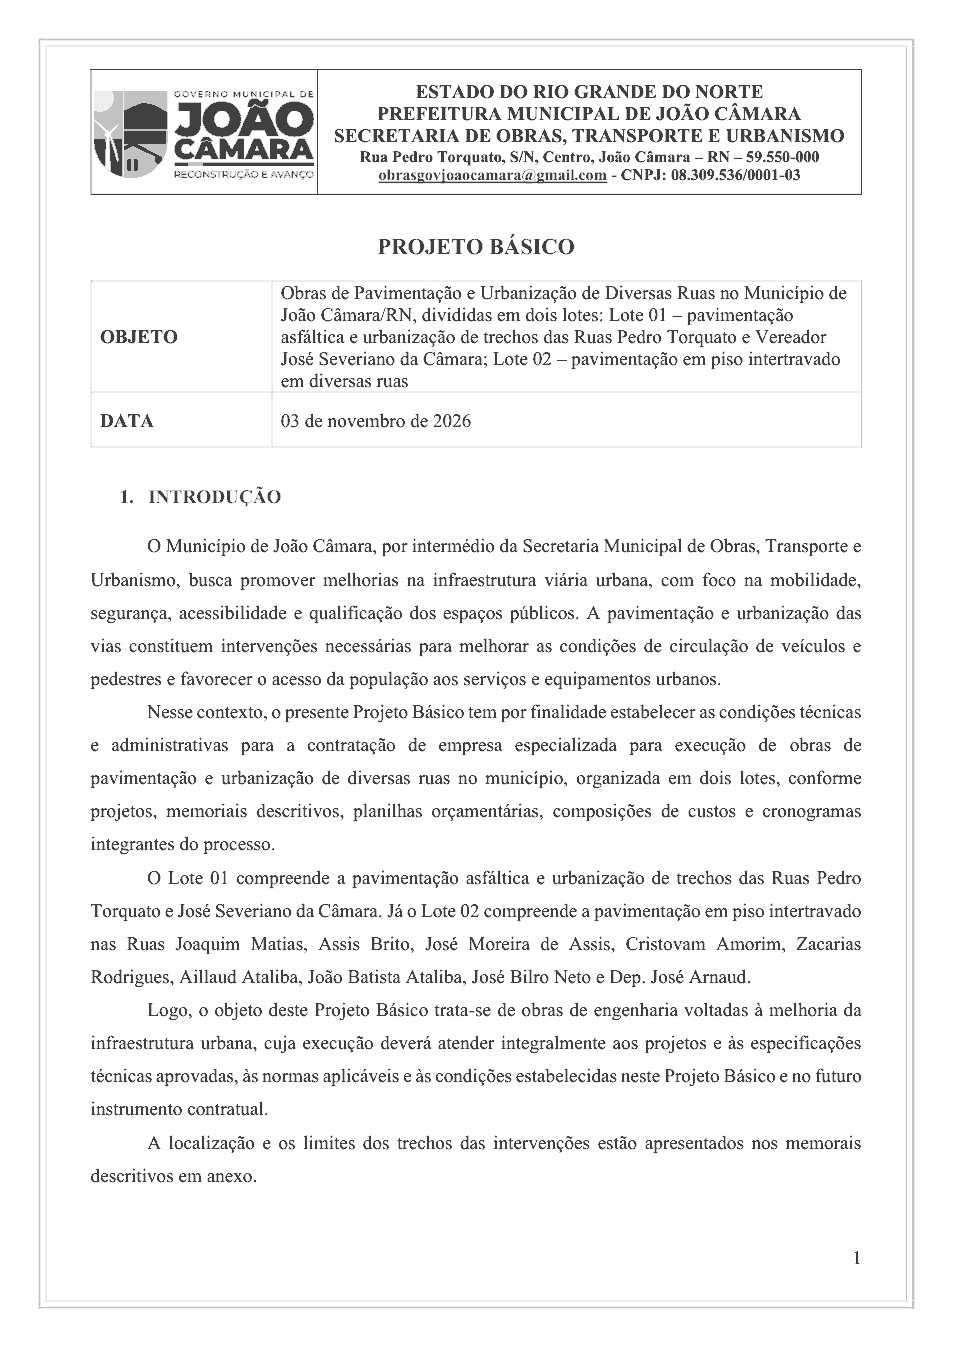 GOVERNO MUNICIPAL DE
JOÃO
CÂMARA
RECONSTRUÇÃO E AVANÇO
ESTADO DO RIO GRANDE DO NORTE
PREFEITURA MUNICIPAL DE JOÃO CÂMARA
SECRETARIA DE OBRAS, TRANSPORTE E URBANISMO
Rua Pedro Torquato, S/N, Centro, João Câmara – RN – 59.550-000
obrasgovjoaocamara@gmail.com - CNPJ: 08.309.536/0001-03
PROJETO BÁSICO
OBJETO
Obras de Pavimentação e Urbanização de Diversas Ruas no Município de
João Câmara/RN, divididas em dois lotes: Lote 01 – pavimentação
asfáltica e urbanização de trechos das Ruas Pedro Torquato e Vereador
José Severiano da Câmara; Lote 02 – pavimentação em piso intertravado
em diversas ruas
DATA
03 de novembro de 2026
1. INTRODUÇÃO
O Município de João Câmara, por intermédio da Secretaria Municipal de Obras, Transporte e
Urbanismo, busca promover melhorias na infraestrutura viária urbana, com foco na mobilidade,
segurança, acessibilidade e qualificação dos espaços públicos. A pavimentação e urbanização das
vias constituem intervenções necessárias para melhorar as condições de circulação de veículos e
pedestres e favorecer o acesso da população aos serviços e equipamentos urbanos.
Nesse contexto, o presente Projeto Básico tem por finalidade estabelecer as condições técnicas
e administrativas para a contratação de empresa especializada para execução de obras de
pavimentação e urbanização de diversas ruas no município, organizada em dois lotes, conforme
projetos, memoriais descritivos, planilhas orçamentárias, composições de custos e cronogramas
integrantes do processo.
O Lote 01 compreende a pavimentação asfáltica e urbanização de trechos das Ruas Pedro
Torquato e José Severiano da Câmara. Já o Lote 02 compreende a pavimentação em piso intertravado
nas Ruas Joaquim Matias, Assis Brito, José Moreira de Assis, Cristovam Amorim, Zacarias
Rodrigues, Aillaud Ataliba, João Batista Ataliba, José Bilro Neto e Dep. José Arnaud.
Logo, o objeto deste Projeto Básico trata-se de obras de engenharia voltadas à melhoria da
infraestrutura urbana, cuja execução deverá atender integralmente aos projetos e às especificações
técnicas aprovadas, às normas aplicáveis e às condições estabelecidas neste Projeto Básico e no futuro
instrumento contratual.
A localização e os limites dos trechos das intervenções estão apresentados nos memorais
descritivos em anexo.
1